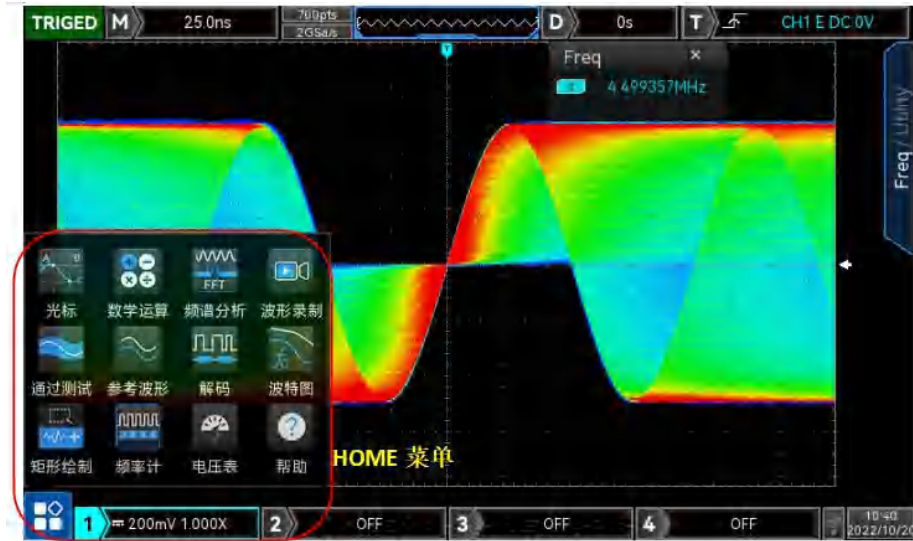 TRIGED M 25.0ns 700pts D 0s T CH1 E DC 0V
2GSa/s
T
Freq ×
4.499357MHz
Freq / Utility
A B
C
FFT
光标 数学运算 频谱分析 波形录制
通过测试 参考波形 解码 波特图
矩形绘制 频率计 电压表 帮助
HOME 菜单
1 200mV 1.000X 2 OFF 3 OFF 4 OFF 10:40
2022/10/20